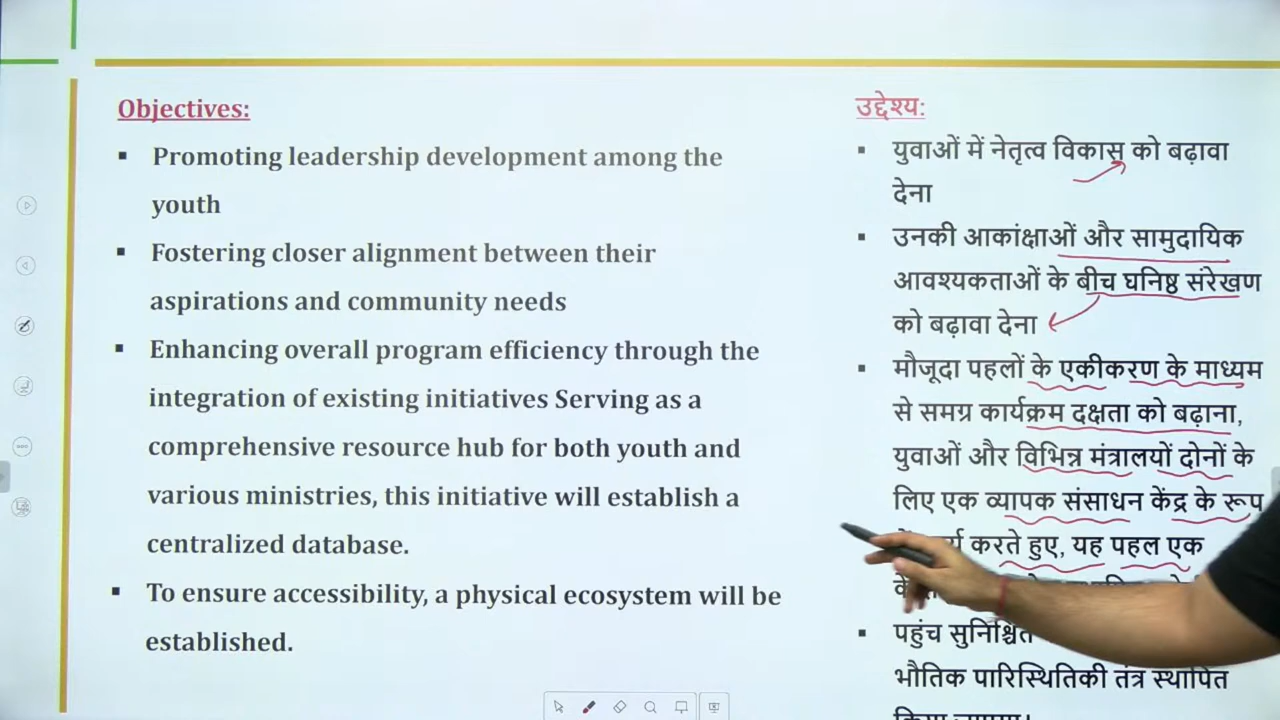 Objectives:
▪ Promoting leadership development among the
youth
▪ Fostering closer alignment between their
aspirations and community needs
▪ Enhancing overall program efficiency through the
integration of existing initiatives Serving as a
comprehensive resource hub for both youth and
various ministries, this initiative will establish a
centralized database.
▪ To ensure accessibility, a physical ecosystem will be
established.
उद्देश्य:
▪ युवाओं में नेतृत्व विकास को बढ़ावा
देना
▪ उनकी आकांक्षाओं और सामुदायिक
आवश्यकताओं के बीच घनिष्ठ संरेखण
को बढ़ावा देना
▪ मौजूदा पहलों के एकीकरण के माध्यम
से समग्र कार्यक्रम दक्षता को बढ़ाना,
युवाओं और विभिन्न मंत्रालयों दोनों के
लिए एक व्यापक संसाधन केंद्र के रूप
करते हुए, यह पहल एक
▪ पहुंच सुनिश्चित
भौतिक पारिस्थितिकी तंत्र स्थापित